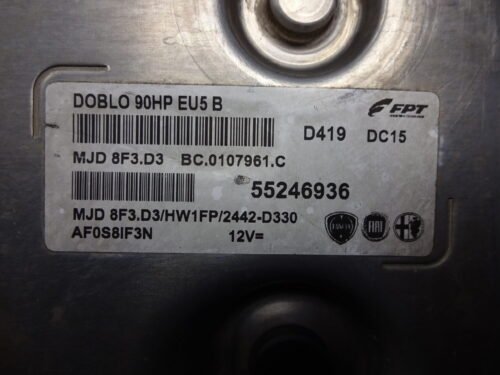 DOBLO 90HP EU5 B
FPT
D419 DC15
MJD 8F3.D3 BC.0107961.C
55246936
MJD 8F3.D3/HW1FP/2442-D330
AF0S8IF3N 12V=
FIAT